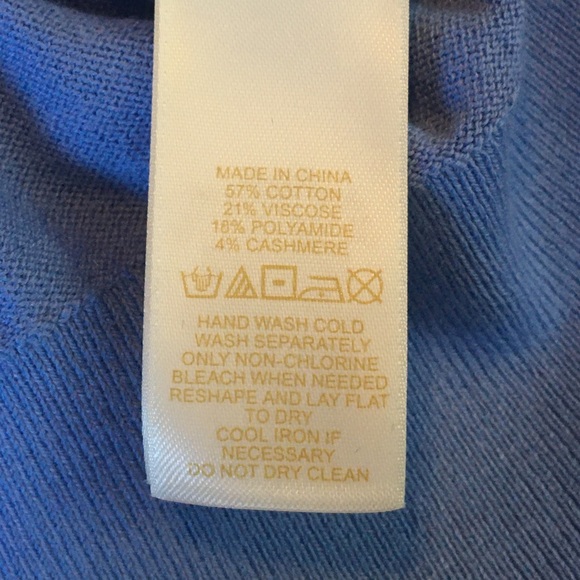 MADE IN CHINA
57% COTTON
21% VISCOSE
18% POLYAMIDE
4% CASHMERE
HAND WASH COLD
WASH SEPARATELY
ONLY NON-CHLORINE
BLEACH WHEN NEEDED
RESHAPE AND LAY FLAT
TO DRY
COOL IRON IF
NECESSARY
DO NOT DRY CLEAN